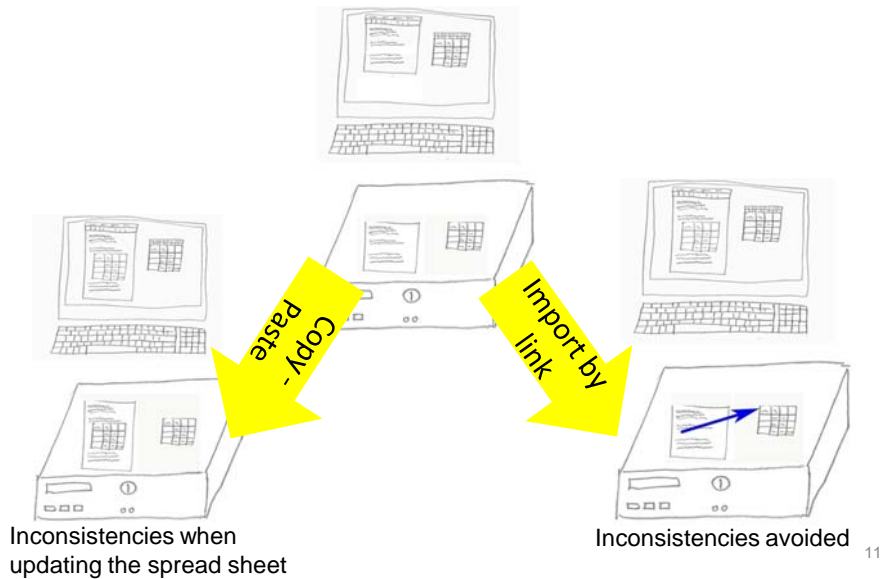 Copy -
Paste
Import by
link
Inconsistencies when
updating the spread sheet
Inconsistencies avoided
11